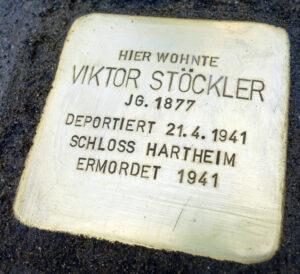 HIER WOHNTE
VIKTOR STÖCKLER
JG. 1877
DEPORTIERT 21.4.1941
SCHLOSS HARTHEIM
ERMORDET 1941